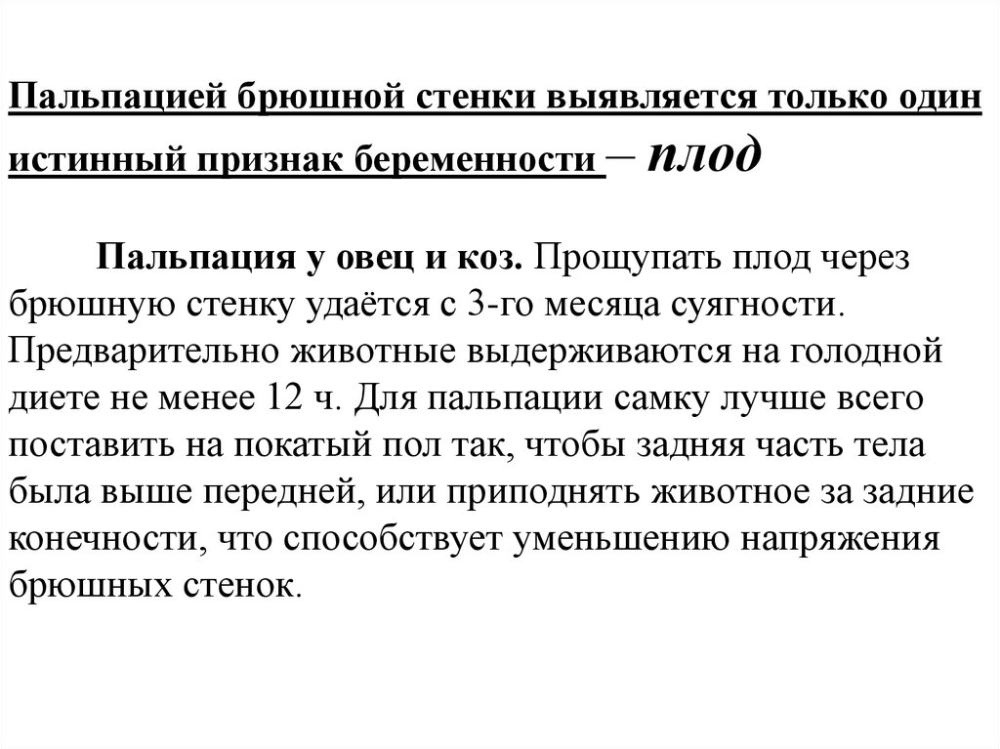 Пальпацией брюшной стенки выявляется только один
истинный признак беременности – плод
Пальпация у овец и коз. Прощупать плод через
брюшную стенку удаётся с 3-го месяца суягности.
Предварительно животные выдерживаются на голодной
диете не менее 12 ч. Для пальпации самку лучше всего
поставить на покатый пол так, чтобы задняя часть тела
была выше передней, или приподнять животное за задние
конечности, что способствует уменьшению напряжения
брюшных стенок.